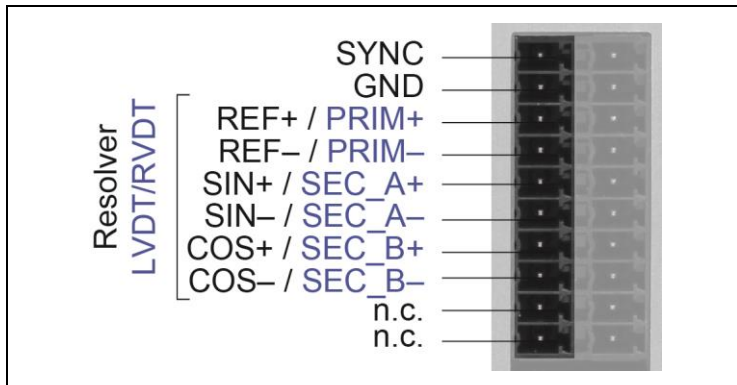 SYNC
GND
REF+ / PRIM+
REF– / PRIM–
SIN+ / SEC_A+
SIN– / SEC_A–
COS+ / SEC_B+
COS– / SEC_B–
n.c.
n.c.
Resolver
LVDT/RVDT